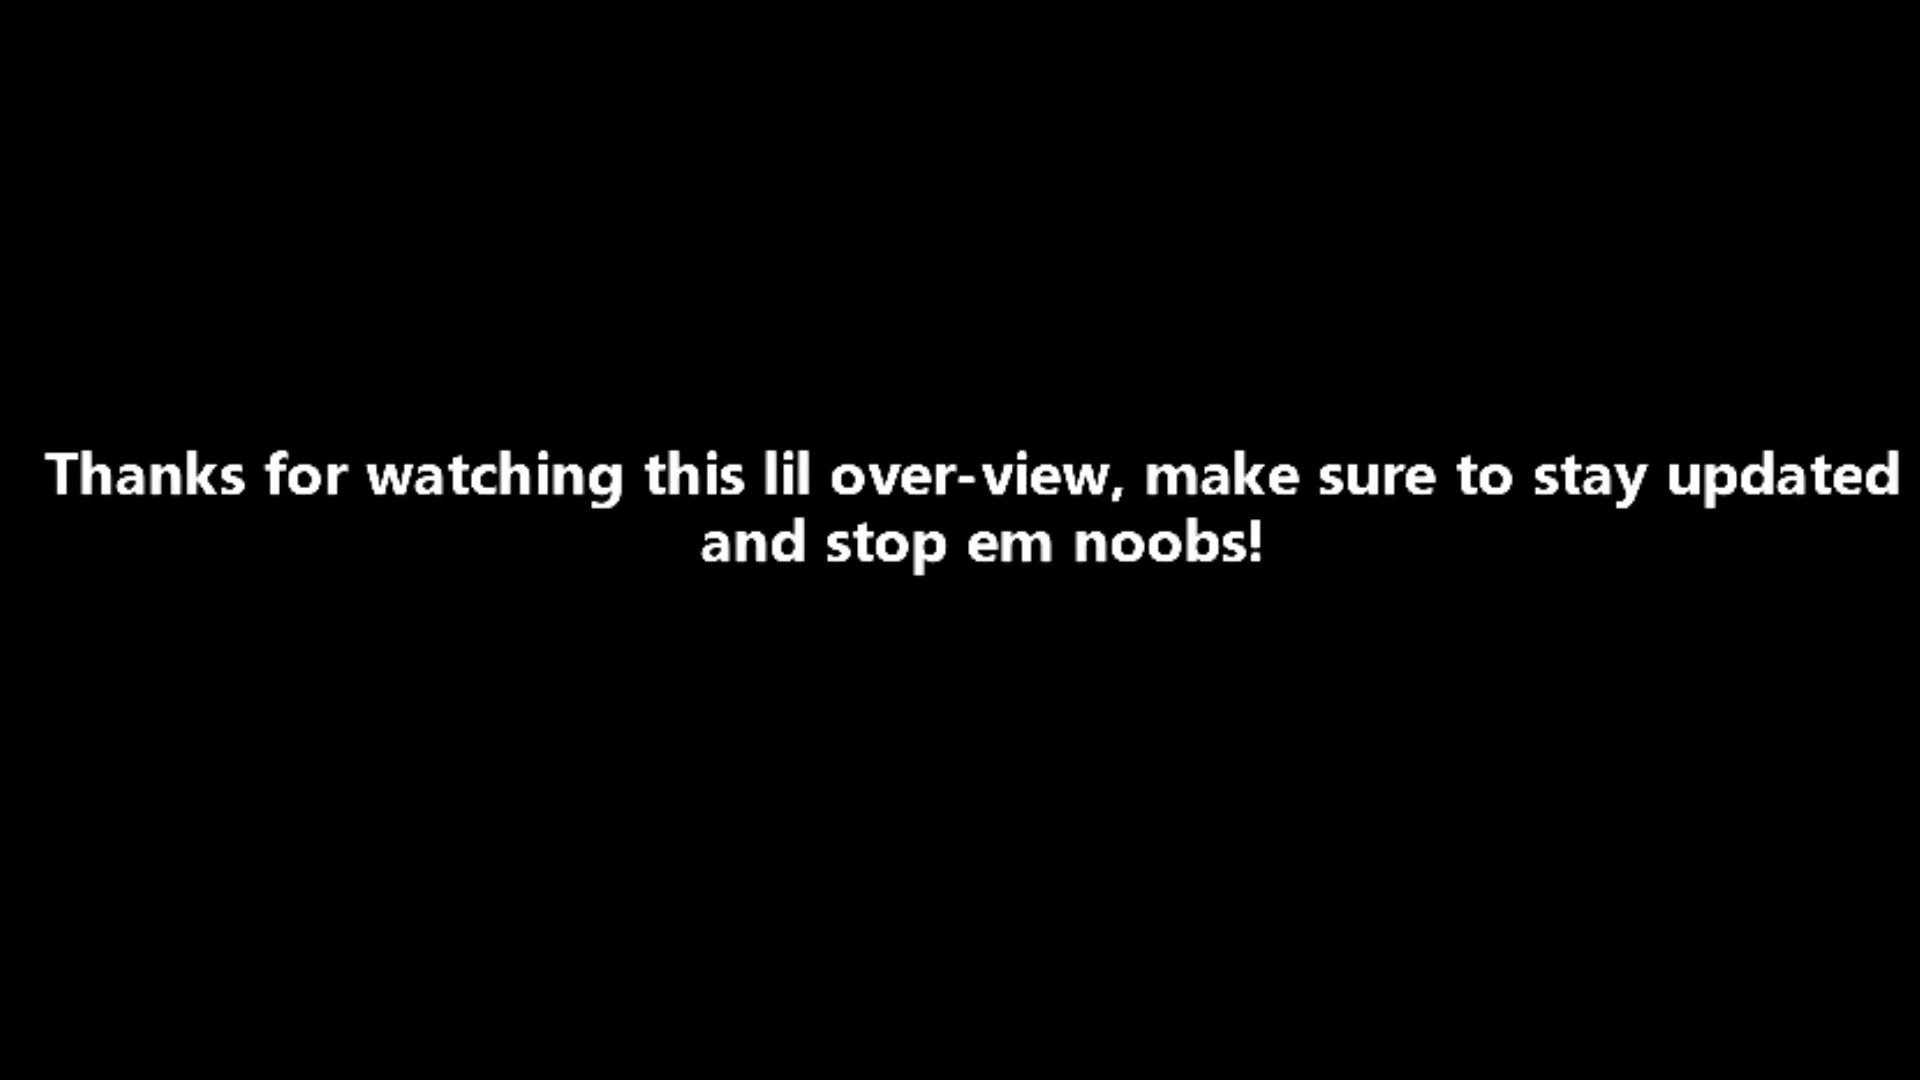 Thanks for watching this lil over-view, make sure to stay updated
and stop em noobs!